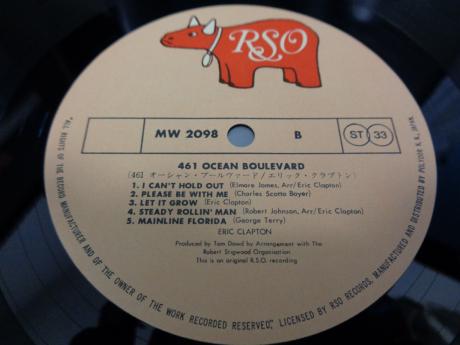 RSO
MW 2098
B
ST 33
461 OCEAN BOULEVARD
[461 オーシャン・ブールヴァード/エリック・クラプトン]
1. I CAN'T HOLD OUT (Elmore James, Arr/Eric Clapton)
2. PLEASE BE WITH ME (Charles Scotto Boyer)
3. LET IT GROW (Eric Clapton)
4. STEADY ROLLIN' MAN (Robert Johnson, Arr/Eric Clapton)
5. MAINLINE FLORIDA (George Terry)
ERIC CLAPTON
Produced by Tom Dowd by Arrangement with The
Robert Stigwood Organisation
This is an original R.S.O. recording
"ALL RIGHTS OF THE RECORD MANUFACTURER AND OF THE OWNER OF THE WORK RECORDED RESERVED," LICENSED BY RSO RECORDS, MANUFACTURED AND DISTRIBUTED BY POLYDOR K.K., JAPAN.